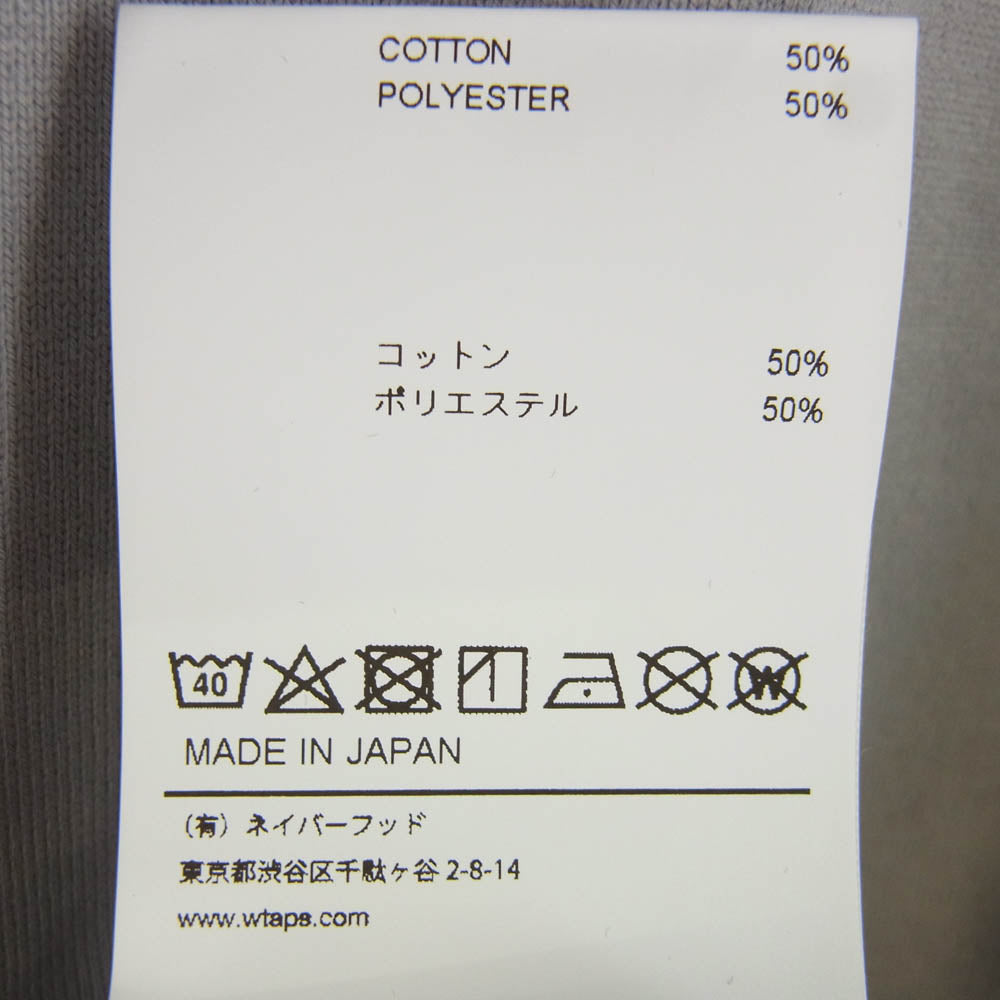 COTTON 50%
POLYESTER 50%
コットン 50%
ポリエステル 50%
40 W
MADE IN JAPAN
(有) ネイバーフッド
東京都渋谷区千駄ヶ谷 2-8-14
www.wtaps.com